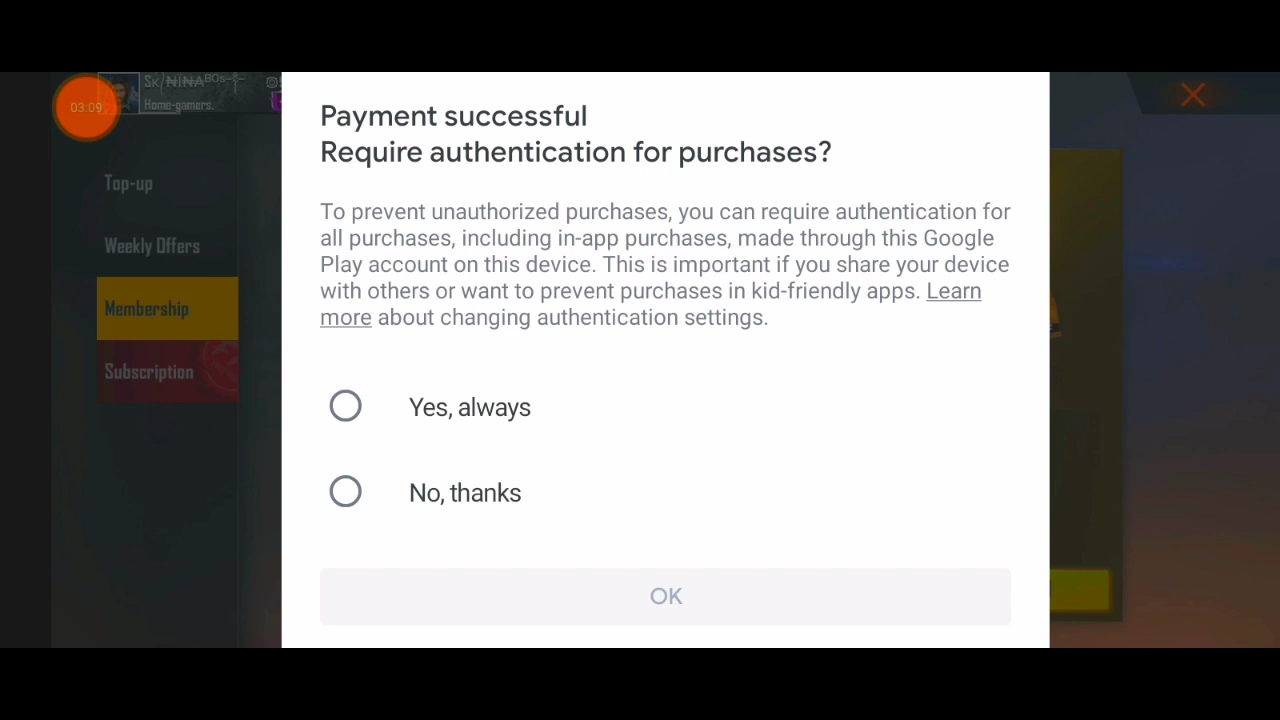 03:09
Home-gamers.
Payment successful
Require authentication for purchases?
Top-up
To prevent unauthorized purchases, you can require authentication for
all purchases, including in-app purchases, made through this Google
Play account on this device. This is important if you share your device
with others or want to prevent purchases in kid-friendly apps. Learn
more about changing authentication settings.
Weekly Offers
Membership
Subscription
Yes, always
No, thanks
OK